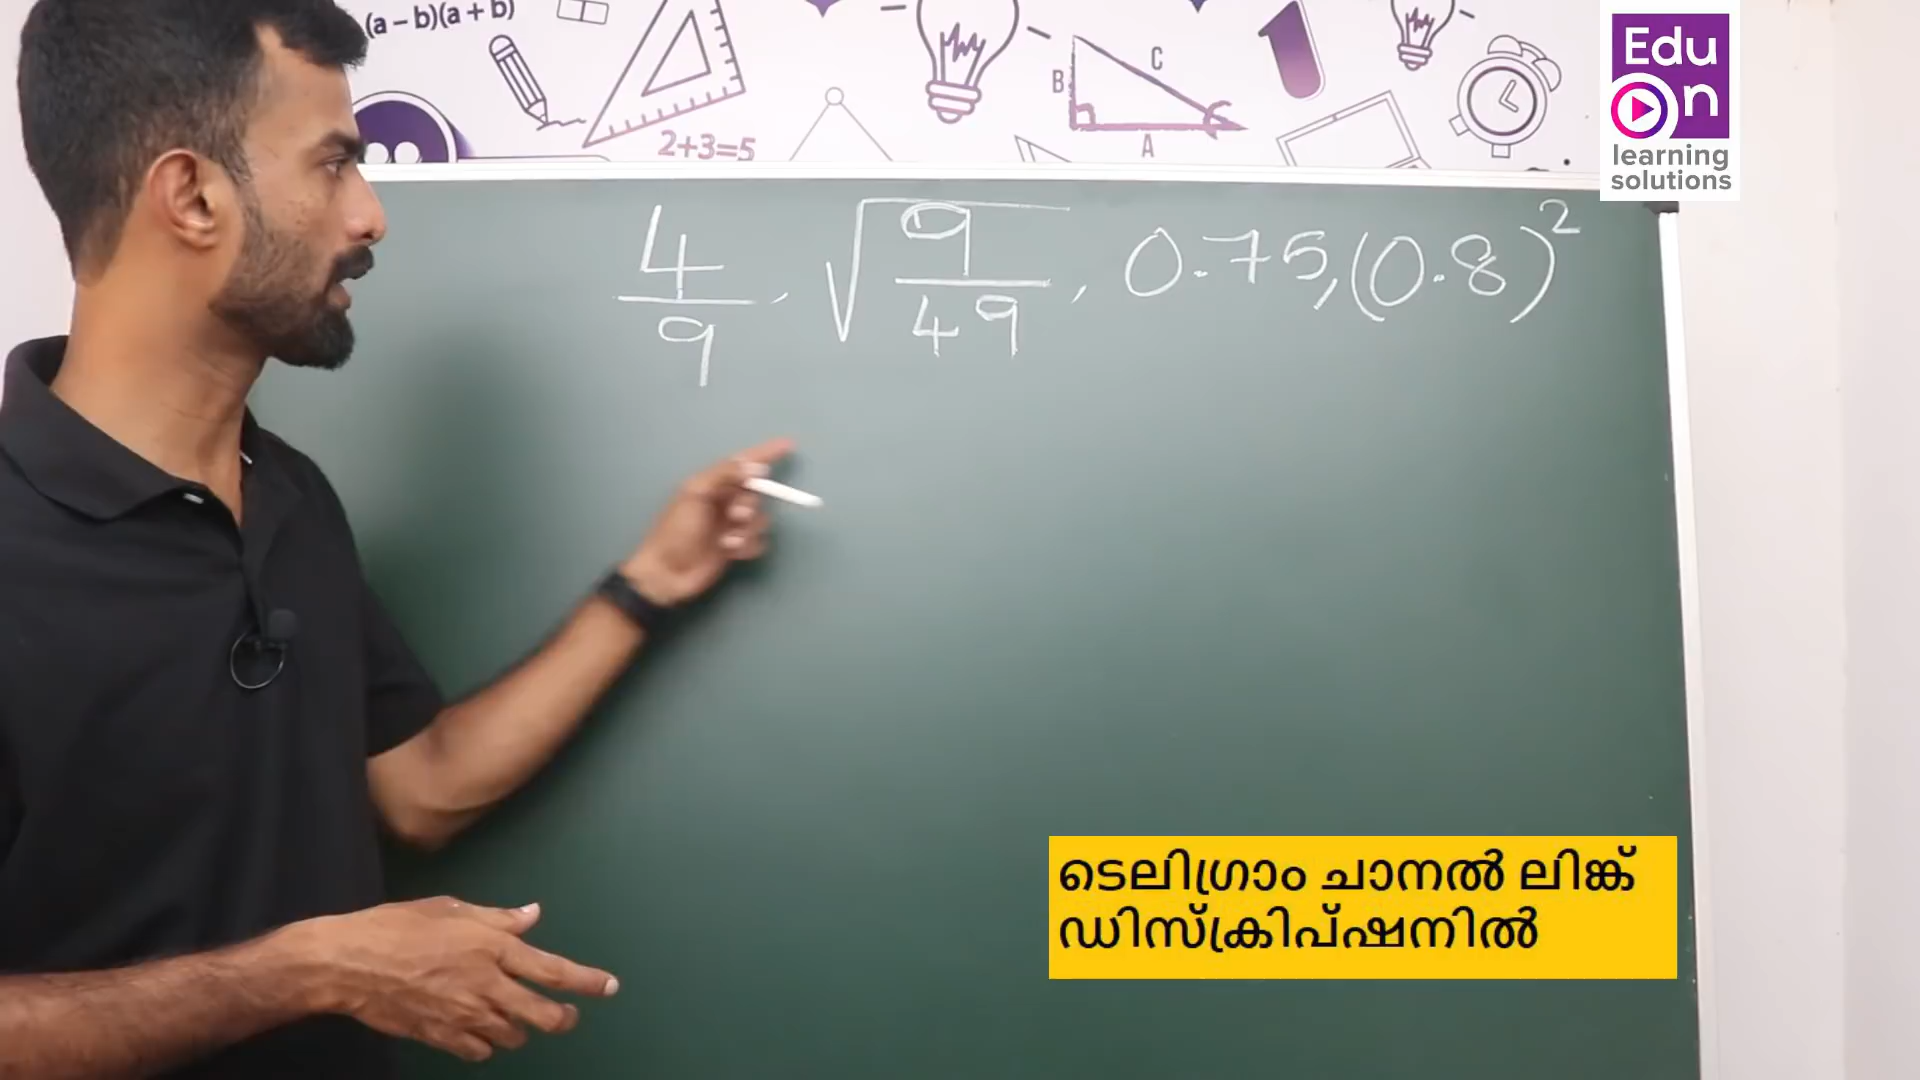 (a – b)(a + b)
2+3=5
B
C
A
Edu
On
learning
solutions
4/9, √(9/49), 0.75, (0.8)²
ടെലിഗ്രാം ചാനൽ ലിങ്ക്
ഡിസ്ക്രിപ്ഷനിൽ